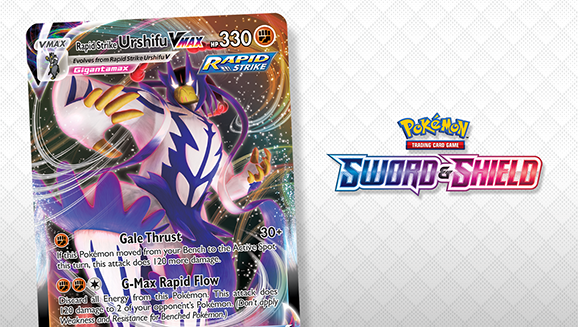 VMAX
Rapid Strike Urshifu VMAX HP 330
Evolves from Rapid Strike Urshifu V
Gigantamax
RAPID STRIKE
Gale Thrust 30+
If this Pokémon moved from your Bench to the Active Spot
this turn, this attack does 120 more damage.
G-Max Rapid Flow
Discard all Energy from this Pokémon. This attack does
120 damage to 2 of your opponent's Pokémon. (Don't apply
Weakness and Resistance for Benched Pokémon.)
POKéMON
TRADING CARD GAME
SWORD & SHIELD